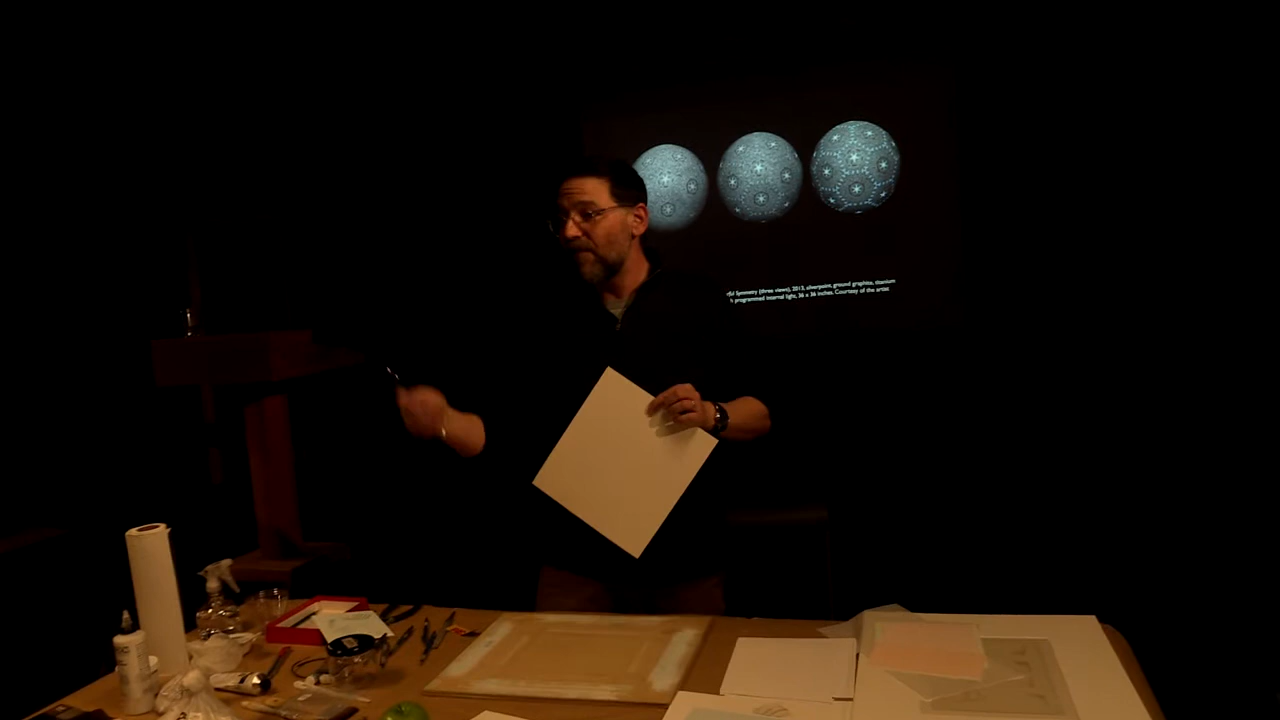 Symmetry (three views), 2013, silverpoint, ground graphite, titanium
programmed internal light, 36 x 36 inches. Courtesy of the artist